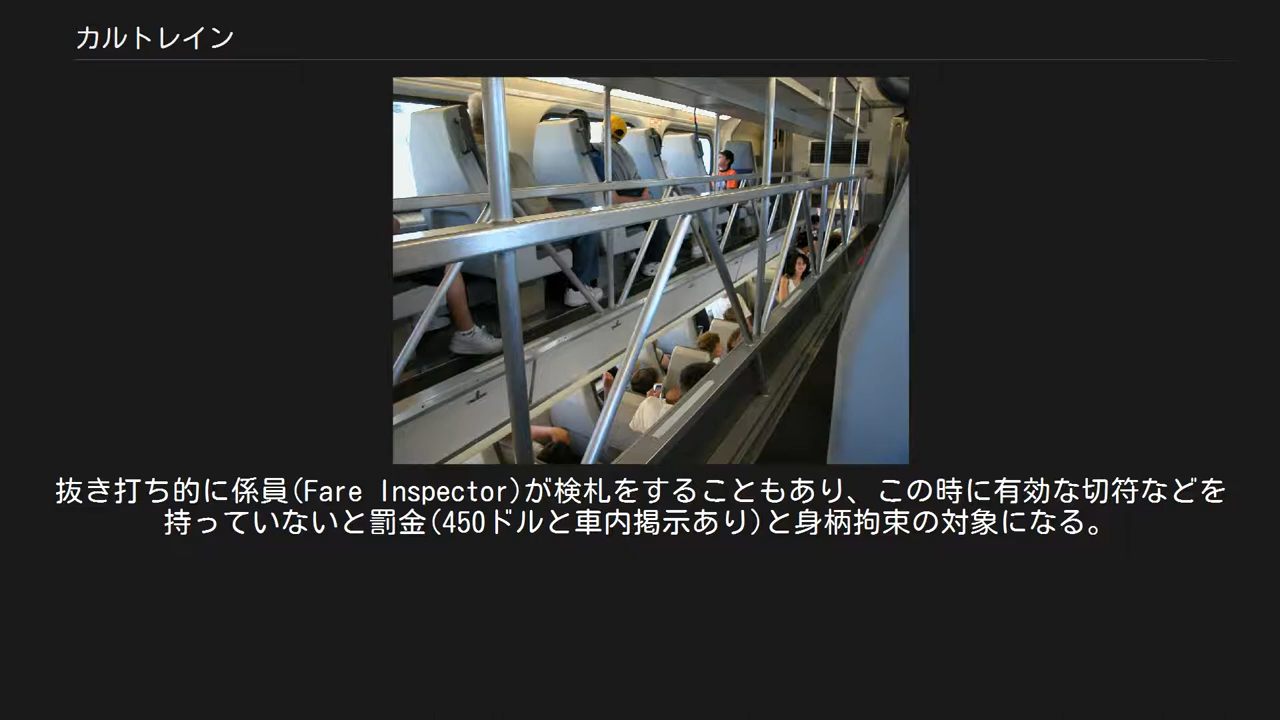 カルトレイン
抜き打ち的に係員(Fare Inspector)が検札をすることもあり、この時に有効な切符などを
持っていないと罰金(450ドルと車内掲示あり)と身柄拘束の対象になる。